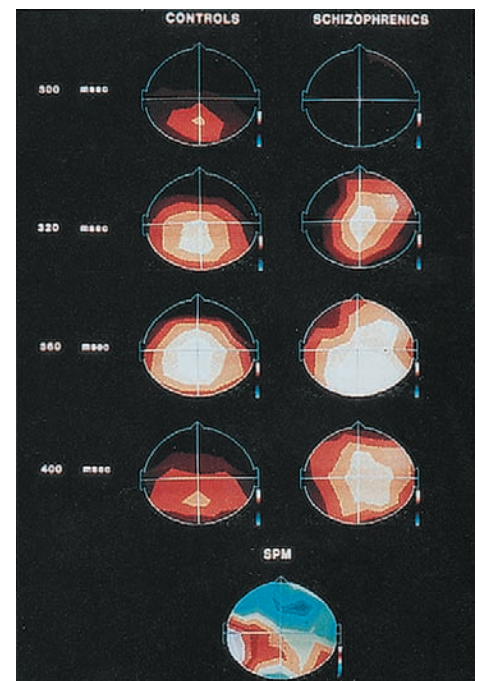 CONTROLS SCHIZOPHRENICS
300 msec
320 msec
360 msec
400 msec
SPM